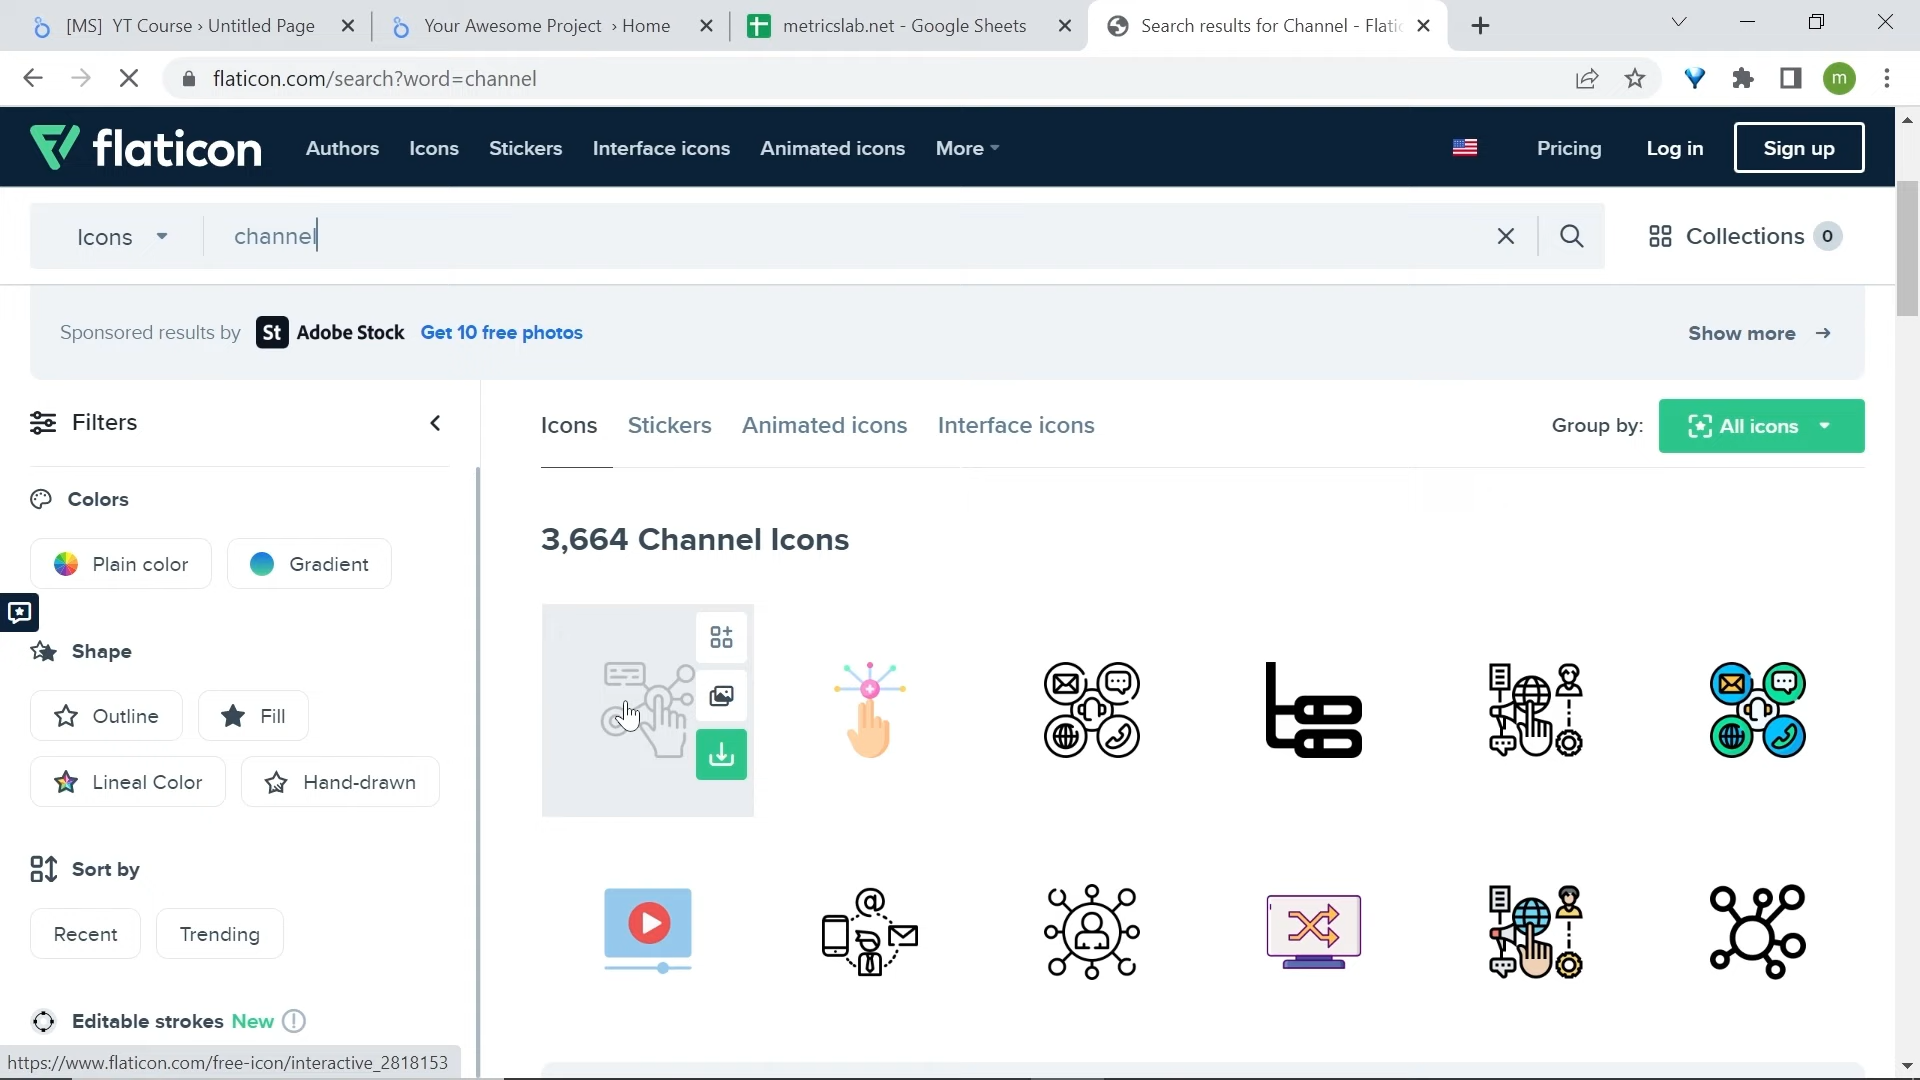 [MS] YT Course › Untitled Page
Your Awesome Project › Home
metricslab.net - Google Sheets
Search results for Channel - Flatic
flaticon.com/search?word=channel
m
flaticon
Authors
Icons
Stickers
Interface icons
Animated icons
More
Pricing
Log in
Sign up
Icons
channel
Collections 0
Sponsored results by
St Adobe Stock
Get 10 free photos
Show more →
Filters
Icons
Stickers
Animated icons
Interface icons
Group by:
All icons
Colors
3,664 Channel Icons
Plain color
Gradient
Shape
Outline
Fill
Lineal Color
Hand-drawn
Sort by
Recent
Trending
Editable strokes New
https://www.flaticon.com/free-icon/interactive_2818153